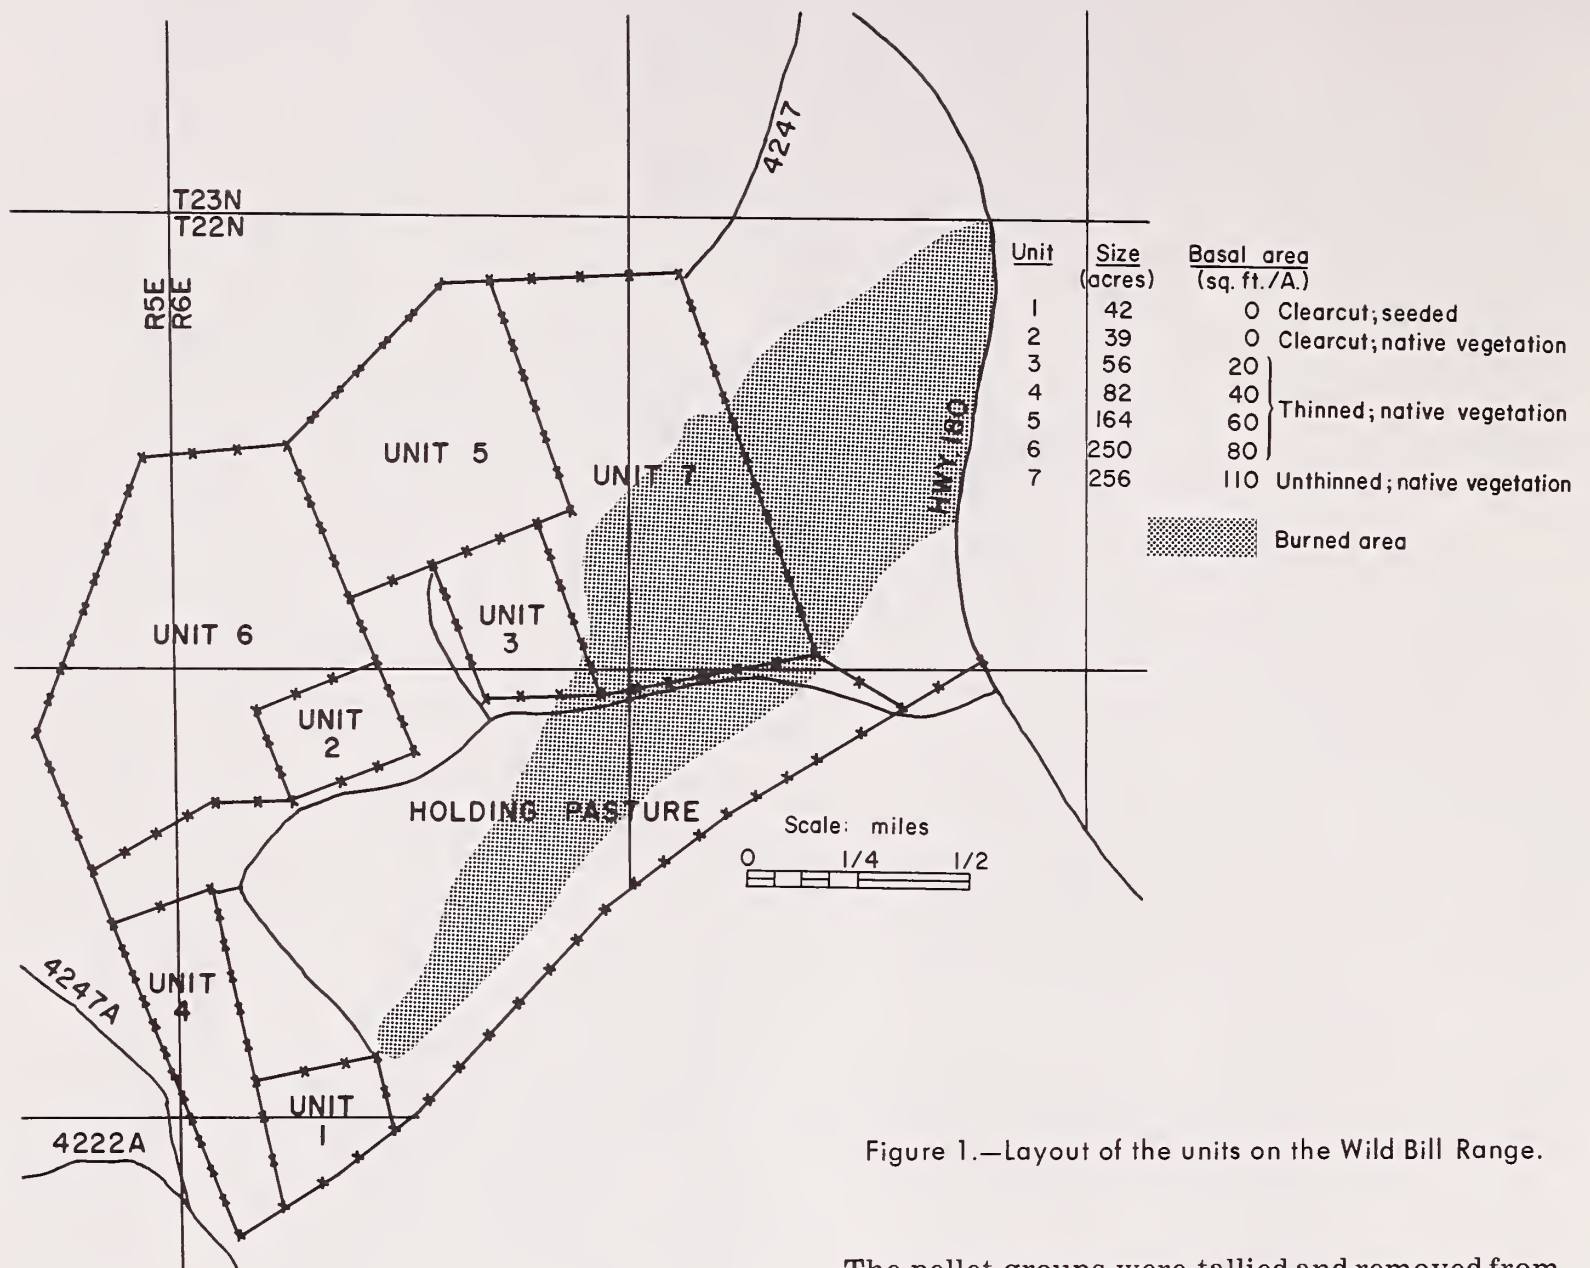 4247
T23N
T22N
R5E
R6E
Unit Size Basal area
(acres) (sq. ft./A.)
1 42 0 Clearcut; seeded
2 39 0 Clearcut; native vegetation
3 56 20
4 82 40
Thinned; native vegetation
5 164 60
6 250 80
7 256 110 Unthinned; native vegetation
HWY. 180
Burned area
UNIT 5
UNIT 7
UNIT 6
UNIT
3
UNIT
2
HOLDING PASTURE
Scale: miles
0 1/4 1/2
UNIT
4
4247A
UNIT
1
4222A
Figure 1.—Layout of the units on the Wild Bill Range.
The pellet groups were tallied and removed from